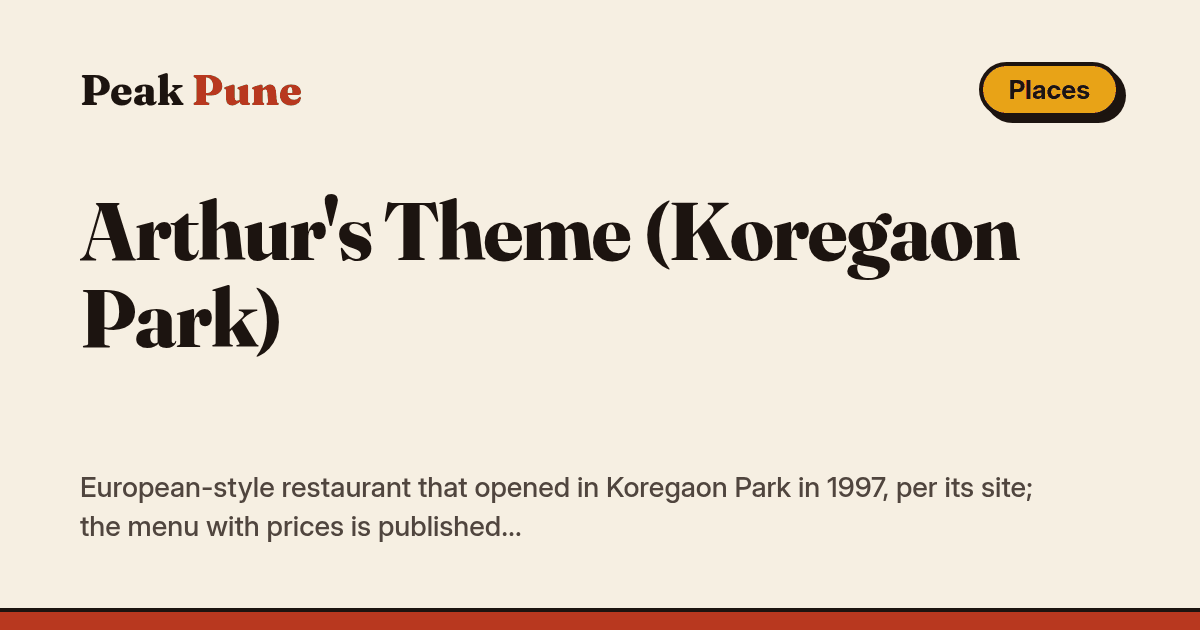 Peak Pune
Places
Arthur's Theme (Koregaon
Park)
European-style restaurant that opened in Koregaon Park in 1997, per its site;
the menu with prices is published...